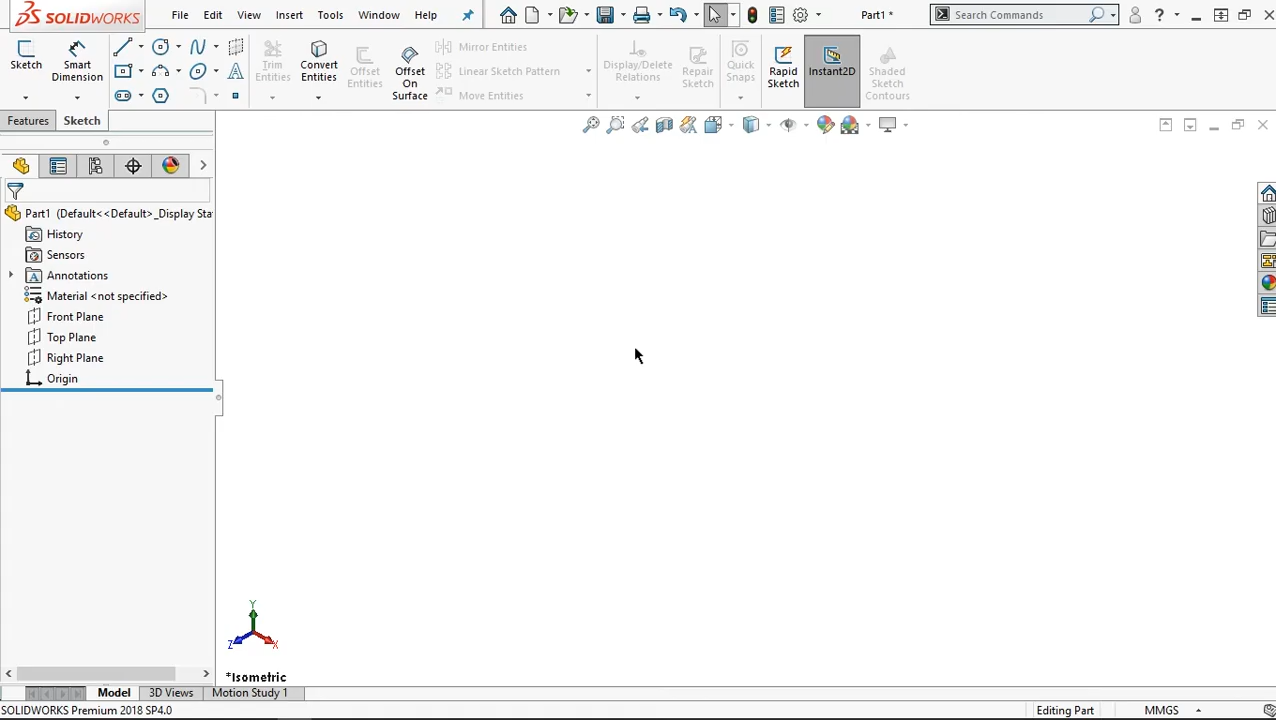 SOLIDWORKS File Edit View Insert Tools Window Help Part1 * Search Commands ?
Sketch Smart Dimension Trim Entities Convert Entities Offset Entities Offset On Surface Mirror Entities Linear Sketch Pattern Move Entities Display/Delete Relations Repair Sketch Quick Snaps Rapid Sketch Instant2D Shaded Sketch Contours
Features Sketch
Part1 (Default<<Default>_Display Sta
History
Sensors
Annotations
Material <not specified>
Front Plane
Top Plane
Right Plane
Origin
Y
Z X
*Isometric
Model 3D Views Motion Study 1
SOLIDWORKS Premium 2018 SP4.0 Editing Part MMGS